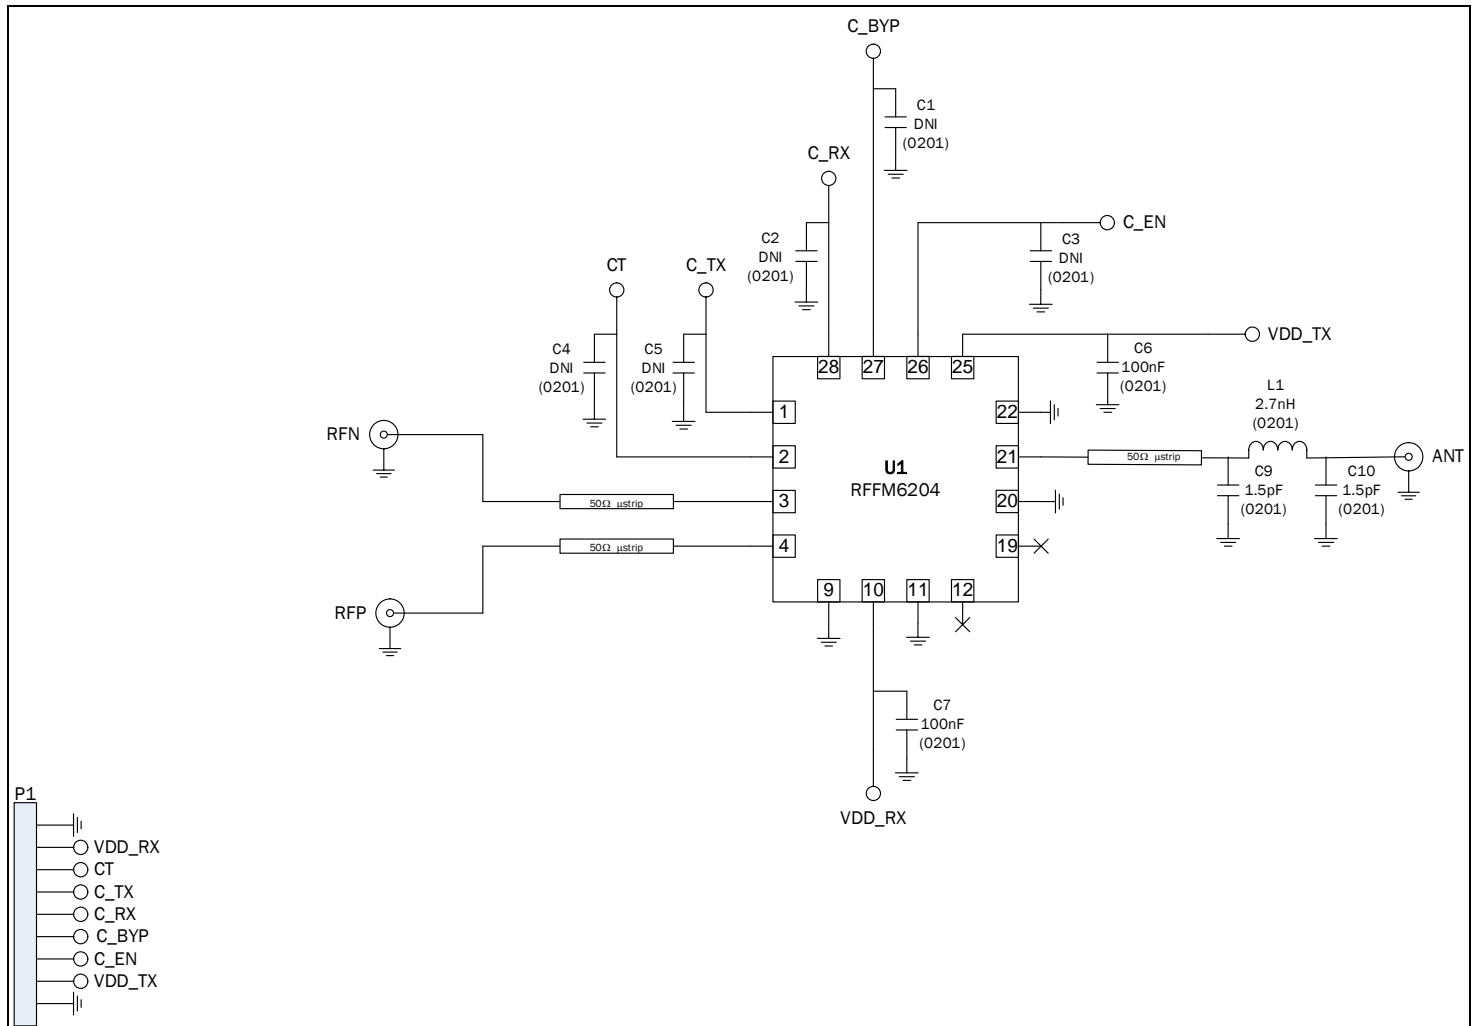 C_BYP
C1
DNI
(0201)
C_RX
C2
DNI
(0201)
C3
DNI
(0201)
C_EN
CT
C_TX
C4
DNI
(0201)
C5
DNI
(0201)
VDD_TX
C6
100nF
(0201)
L1
2.7nH
(0201)
28
27
26
25
1
2
3
4
22
21
20
19
9
10
11
12
U1
RFFM6204
RFN
50Ω µstrip
RFP
50Ω µstrip
50Ω µstrip
C9
1.5pF
(0201)
C10
1.5pF
(0201)
ANT
C7
100nF
(0201)
VDD_RX
P1
VDD_RX
CT
C_TX
C_RX
C_BYP
C_EN
VDD_TX